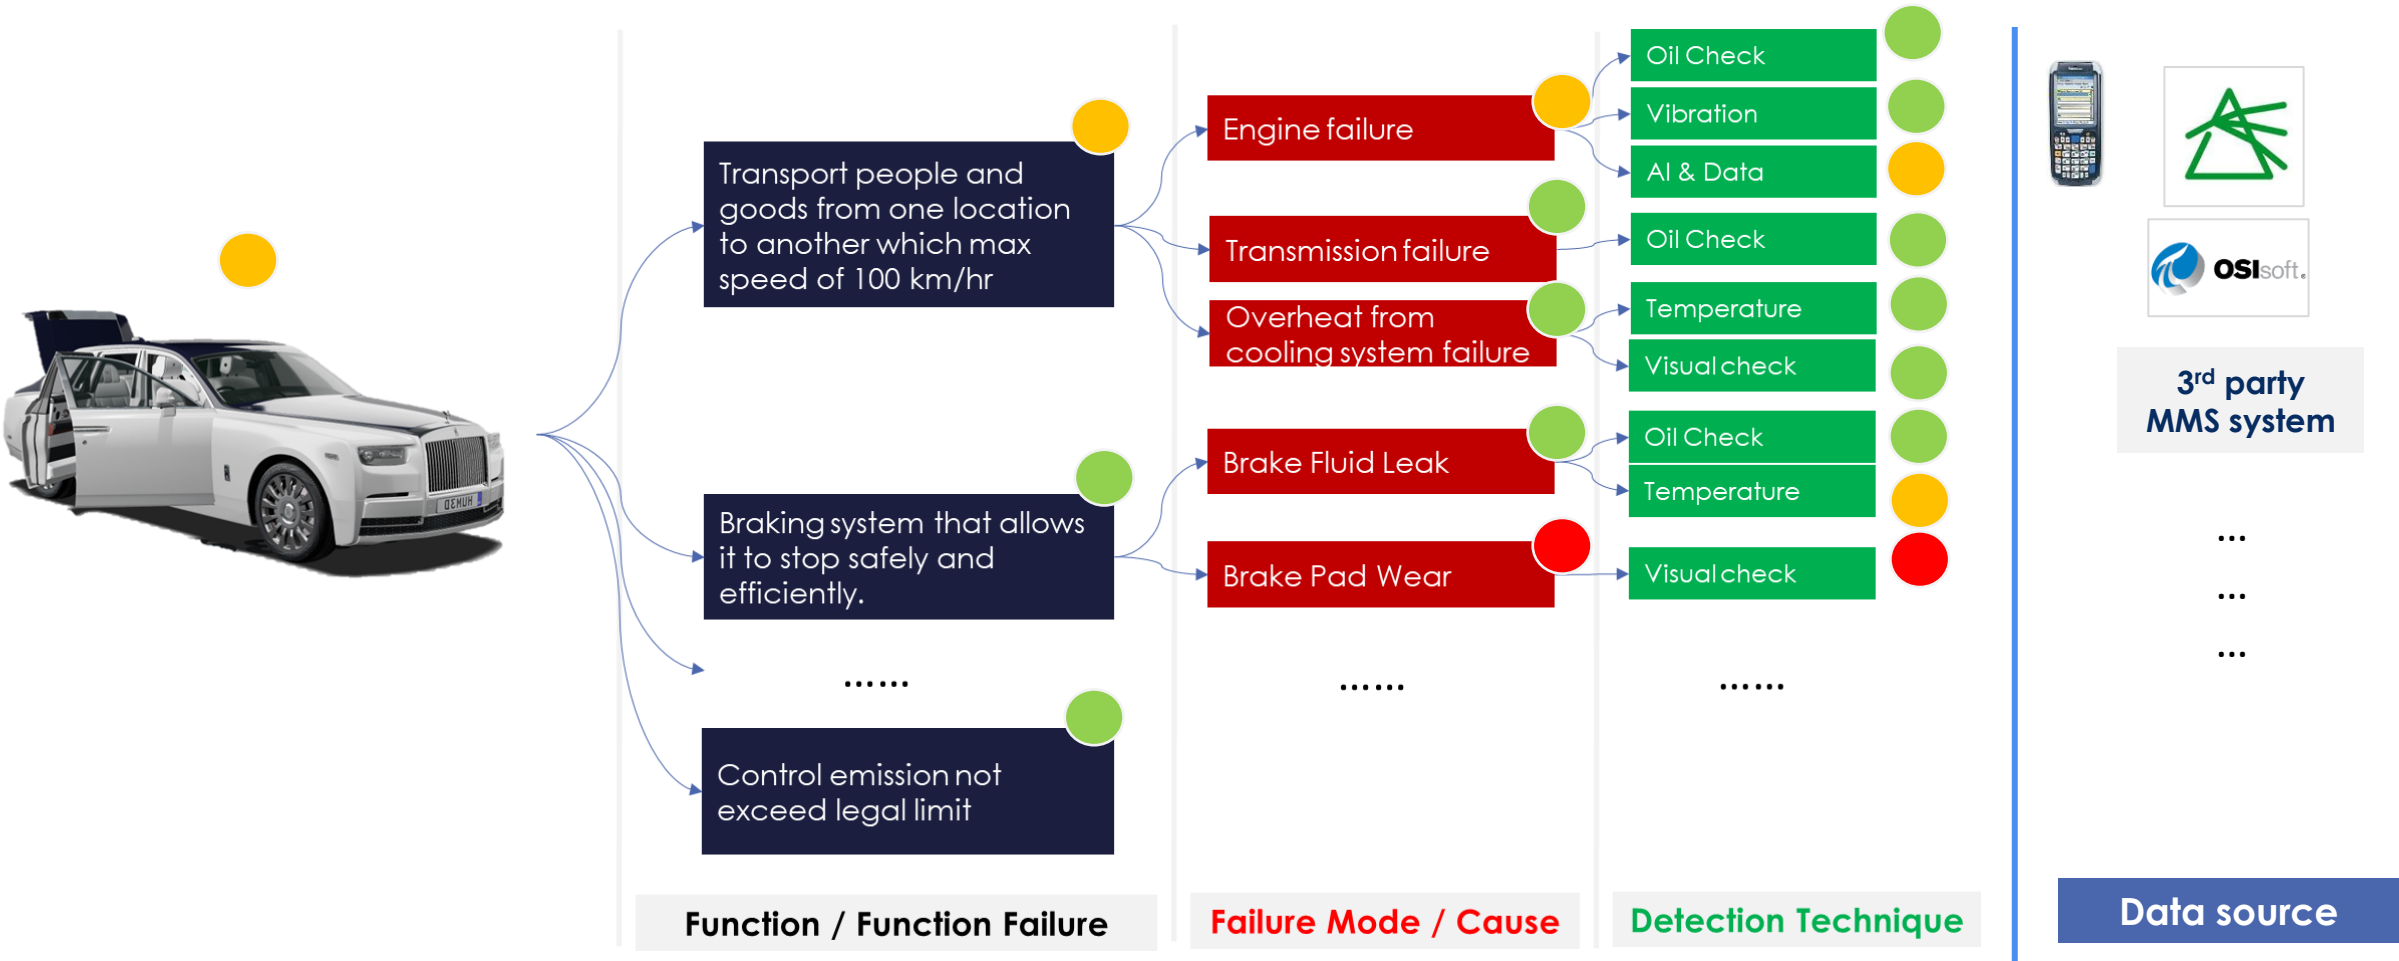 Transport people and
goods from one location
to another which max
speed of 100 km/hr
Braking system that allows
it to stop safely and
efficiently.
......
Control emission not
exceed legal limit
Function / Function Failure
Engine failure
Transmission failure
Overheat from
cooling system failure
Brake Fluid Leak
Brake Pad Wear
......
Failure Mode / Cause
Oil Check
Vibration
AI & Data
Oil Check
Temperature
Visual check
Oil Check
Temperature
Visual check
......
Detection Technique
OSIsoft.
3rd party
MMS system
...
...
...
Data source